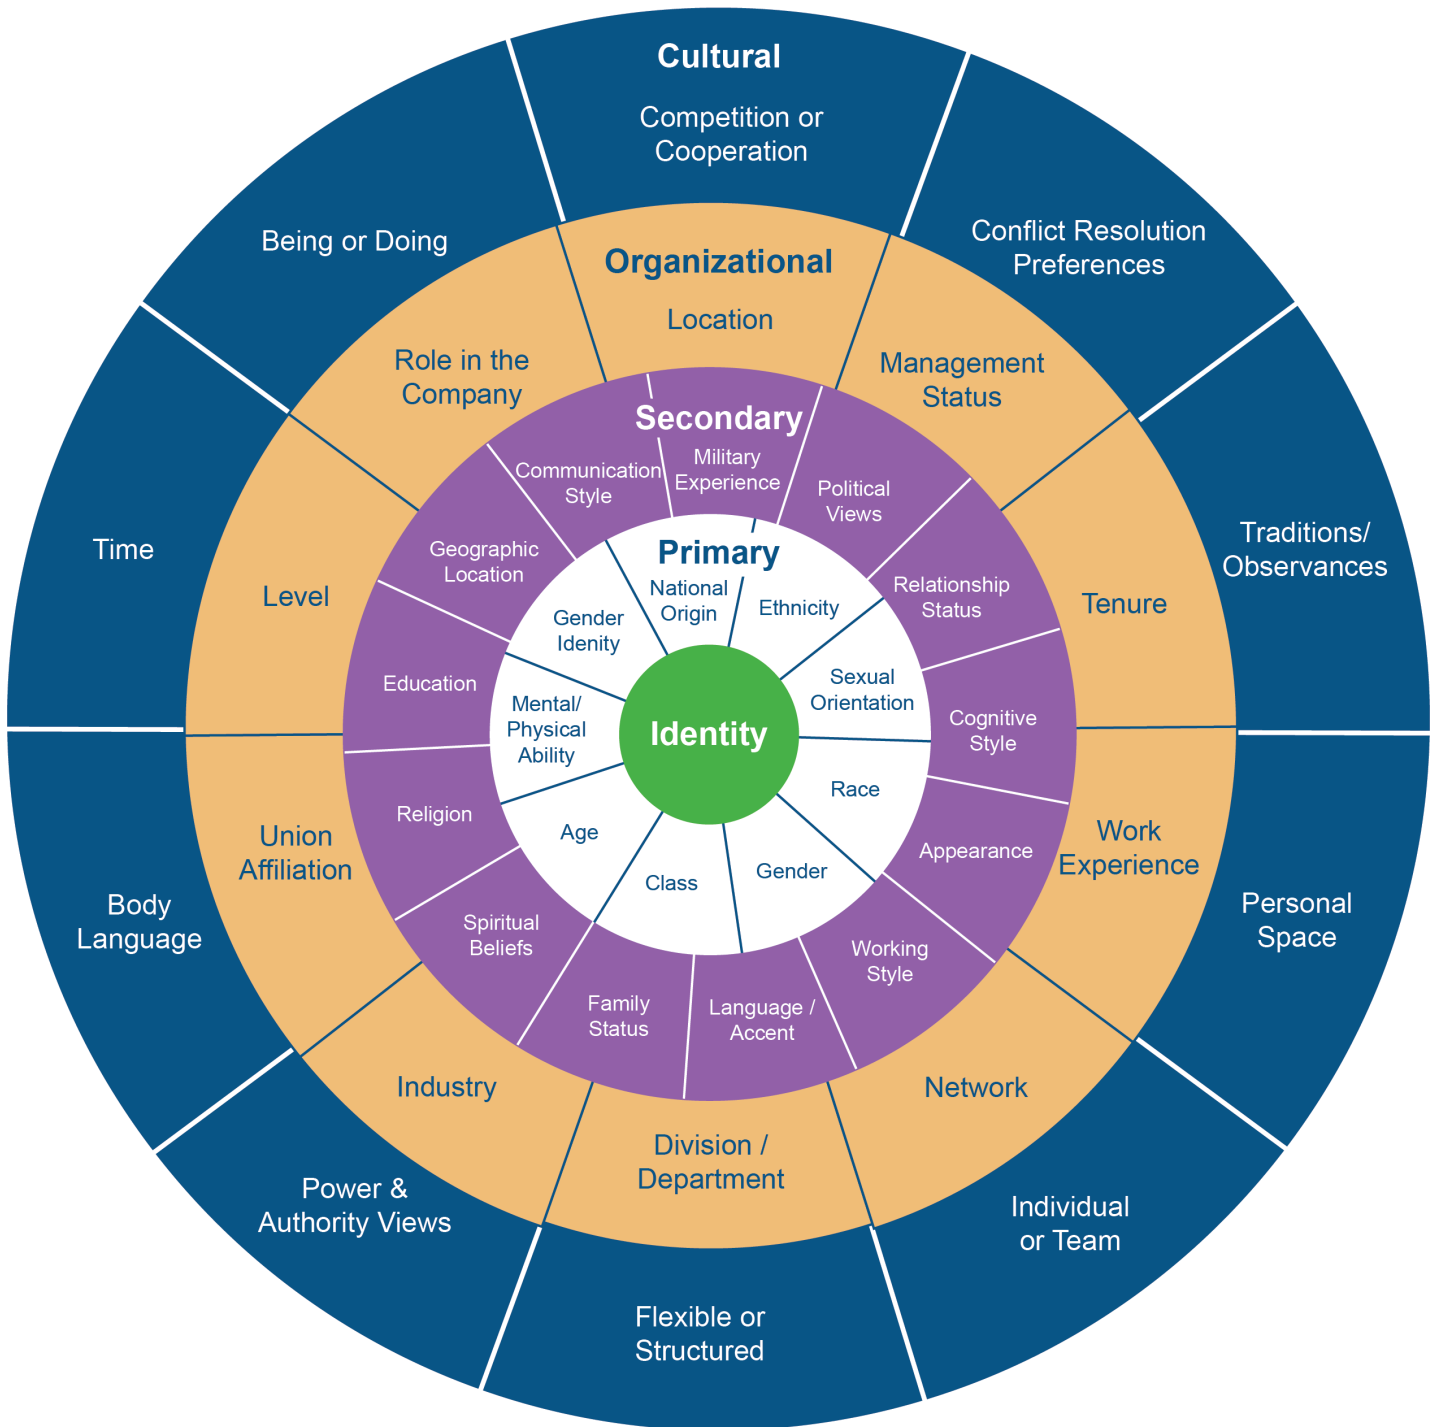 Cultural
Competition or
Cooperation
Conflict Resolution
Preferences
Traditions/
Observances
Personal
Space
Individual
or Team
Flexible or
Structured
Power &
Authority Views
Body
Language
Time
Being or Doing
Organizational
Location
Management
Status
Tenure
Work
Experience
Network
Division /
Department
Industry
Union
Affiliation
Level
Role in the
Company
Secondary
Military
Experience
Political
Views
Relationship
Status
Cognitive
Style
Appearance
Working
Style
Language /
Accent
Family
Status
Spiritual
Beliefs
Religion
Education
Geographic
Location
Communication
Style
Primary
National
Origin
Ethnicity
Sexual
Orientation
Race
Gender
Class
Age
Mental/
Physical
Ability
Gender
Idenity
Identity